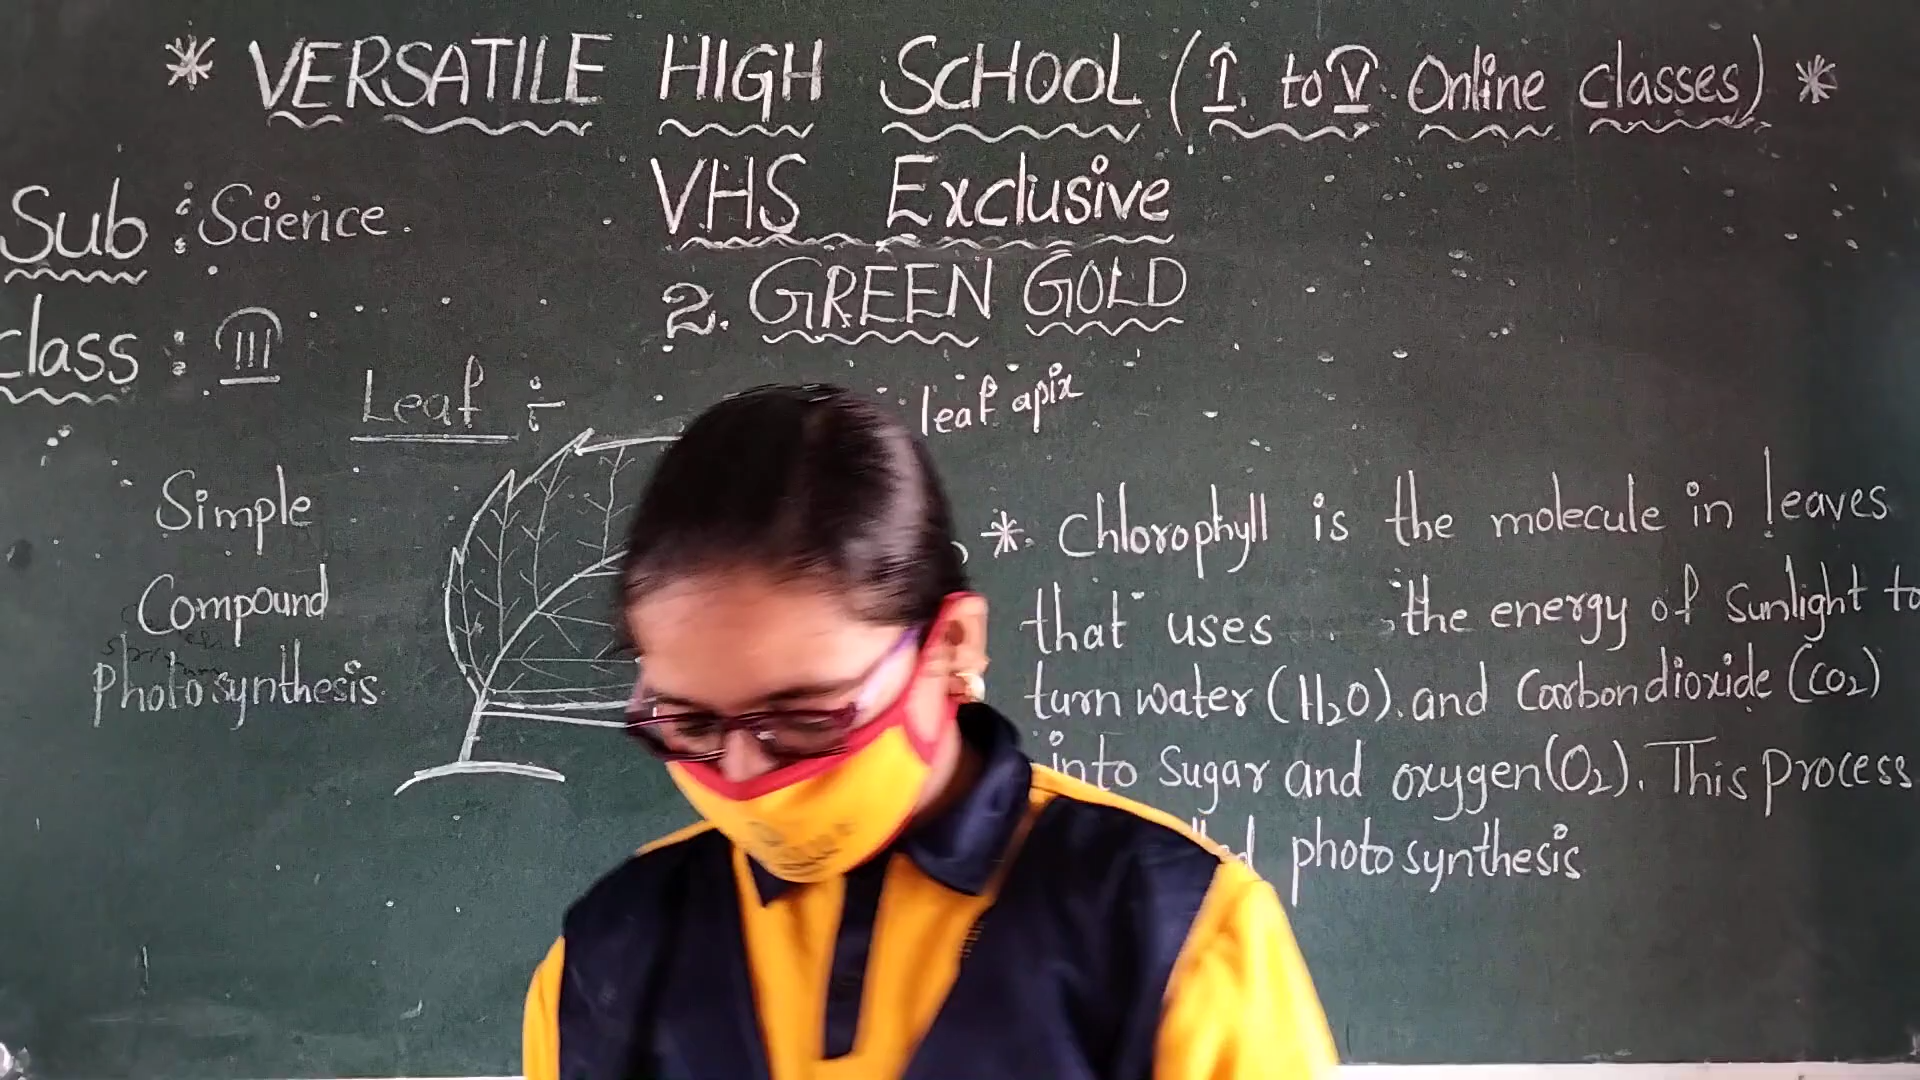 * VERSATILE HIGH SCHOOL (I to V Online classes) *
VHS Exclusive
Sub : Science.
2. GREEN GOLD
class : III
Leaf :-
leaf apix
Simple
Compound
Photosynthesis.
*. Chlorophyll is the molecule in leaves
that uses the energy of Sunlight to
turn water (H2O). and Carbondioxide (CO2)
into Sugar and oxygen(O2). This process
photosynthesis